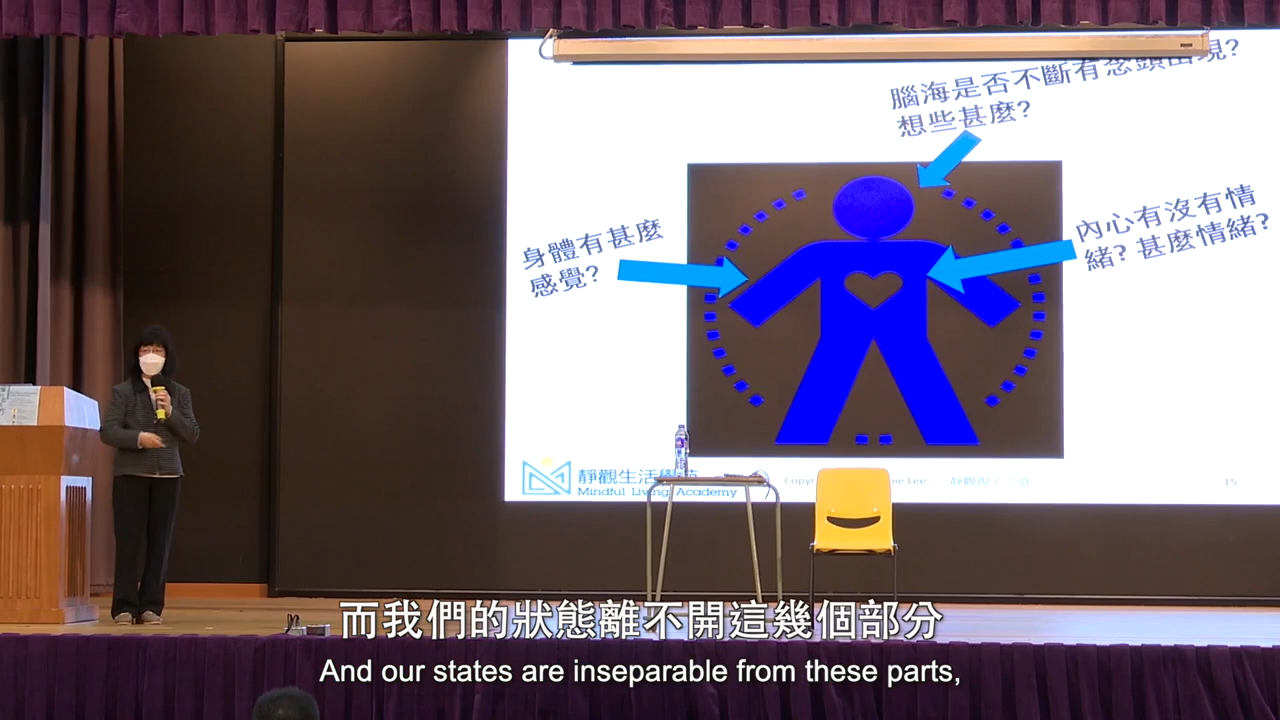 腦海是否不斷有念頭出現?
想些甚麼?
身體有甚麼
感覺?
內心有沒有情
緒? 甚麼情緒?
靜觀生活學
Mindful Living Academy
Lee
15
而我們的狀態離不開這幾個部分
And our states are inseparable from these parts,